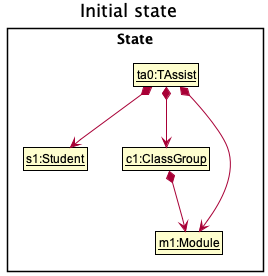 Initial state
State
ta0:TAssist
s1:Student
c1:ClassGroup
m1:Module